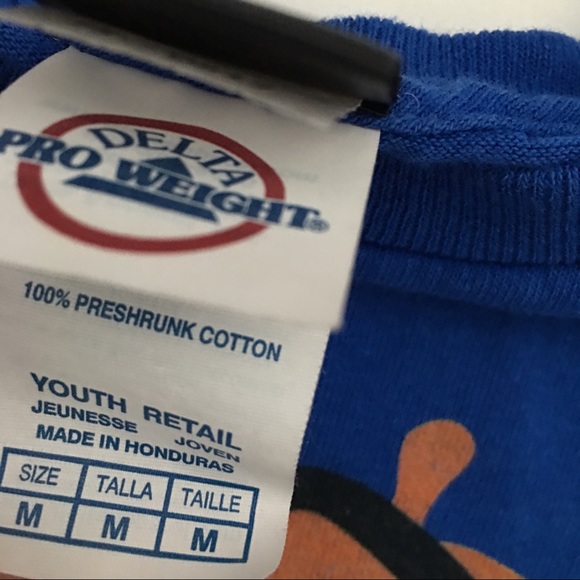 DELTA
PRO WEIGHT®
100% PRESHRUNK COTTON
YOUTH RETAIL
JEUNESSE JOVEN
MADE IN HONDURAS
SIZE TALLA TAILLE
M M M